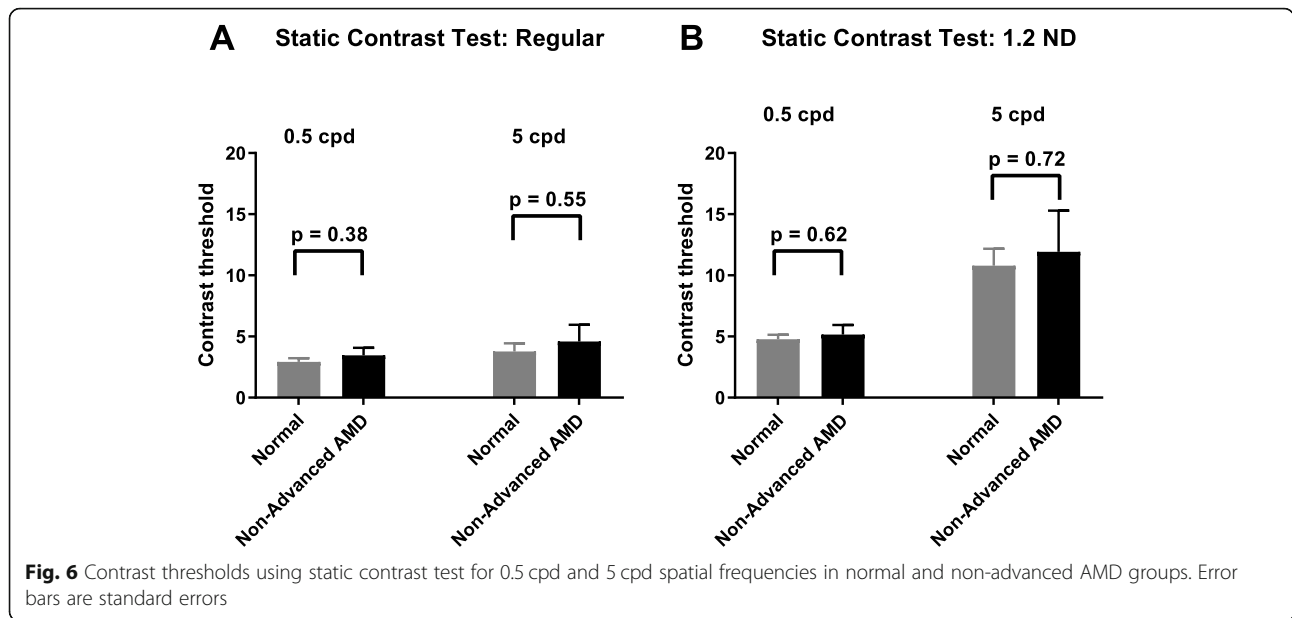 A Static Contrast Test: Regular
0.5 cpd
5 cpd
20
15
10
5
0
Contrast threshold
p = 0.38
p = 0.55
Normal
Non-Advanced AMD
Normal
Non-Advanced AMD
B Static Contrast Test: 1.2 ND
0.5 cpd
5 cpd
20
15
10
5
0
Contrast threshold
p = 0.62
p = 0.72
Normal
Non-Advanced AMD
Normal
Non-Advanced AMD
Fig. 6 Contrast thresholds using static contrast test for 0.5 cpd and 5 cpd spatial frequencies in normal and non-advanced AMD groups. Error
bars are standard errors